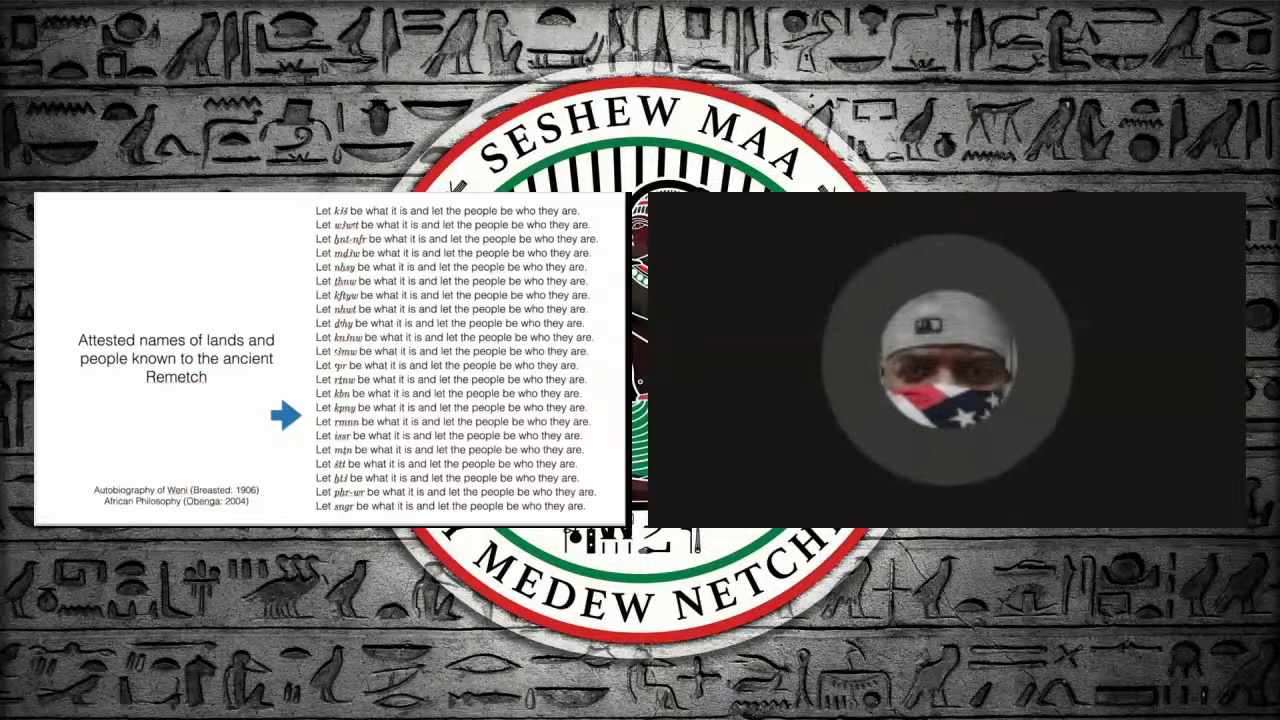 SESHEW MAA
Attested names of lands and
people known to the ancient
Remetch
Autobiography of Weni (Breasted: 1906)
African Philosophy (Obenga: 2004)
Let kꜣš be what it is and let the people be who they are.
Let wꜣwꜣt be what it is and let the people be who they are.
Let ḫnt-nfr be what it is and let the people be who they are.
Let mdꜣw be what it is and let the people be who they are.
Let nḥsy be what it is and let the people be who they are.
Let ṯḥnw be what it is and let the people be who they are.
Let kftyw be what it is and let the people be who they are.
Let nhwt be what it is and let the people be who they are.
Let dꜥhy be what it is and let the people be who they are.
Let knꜣnw be what it is and let the people be who they are.
Let ꜥꜣmw be what it is and let the people be who they are.
Let ꜥpr be what it is and let the people be who they are.
Let rtnw be what it is and let the people be who they are.
Let kbn be what it is and let the people be who they are.
Let kpny be what it is and let the people be who they are.
Let rmnn be what it is and let the people be who they are.
Let issr be what it is and let the people be who they are.
Let mtn be what it is and let the people be who they are.
Let štt be what it is and let the people be who they are.
Let ḫtꜣ be what it is and let the people be who they are.
Let pḫr-wr be what it is and let the people be who they are.
Let sngr be what it is and let the people be who they are.
MEDEW NETCH